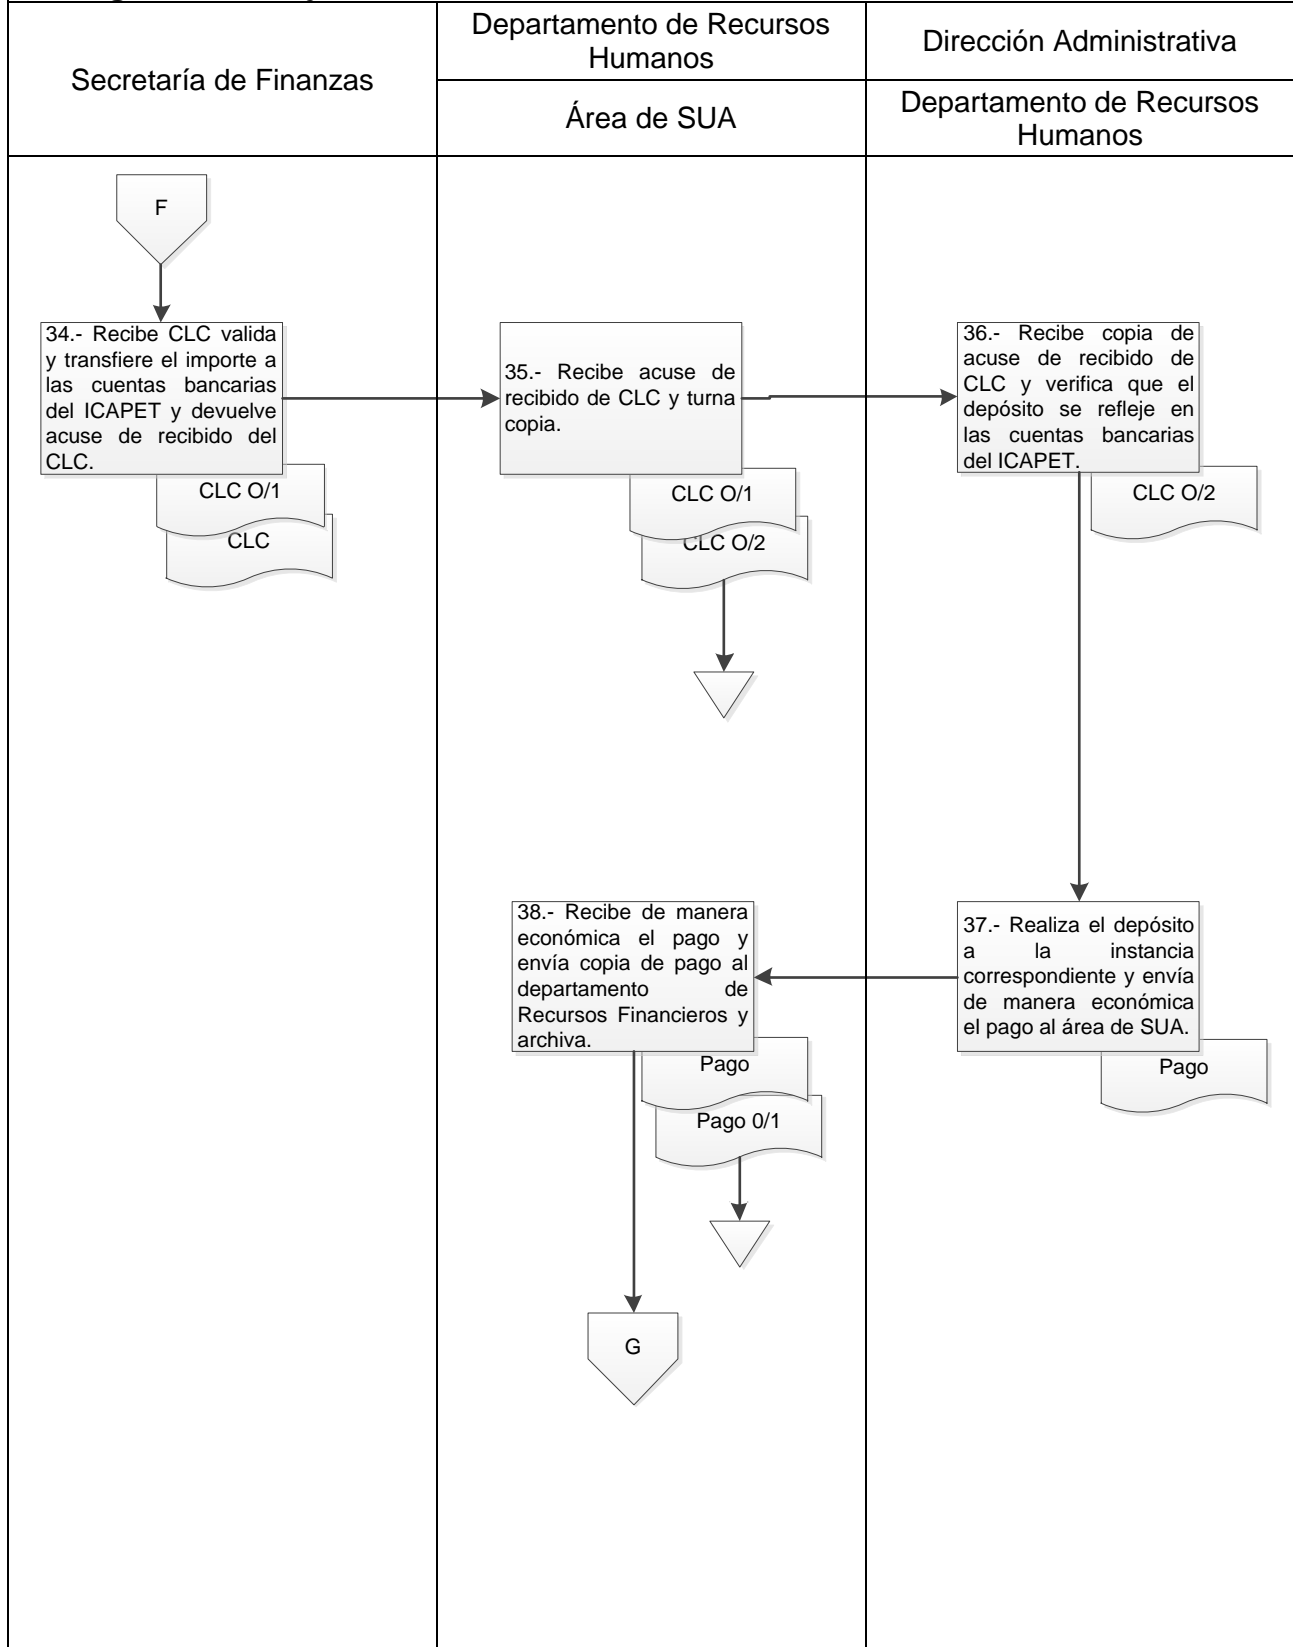 Secretaría de Finanzas
Departamento de Recursos
Humanos
Dirección Administrativa
Área de SUA
Departamento de Recursos
Humanos
F
34.- Recibe CLC valida
y transfiere el importe a
las cuentas bancarias
del ICAPET y devuelve
acuse de recibido del
CLC.
CLC O/1
CLC
35.- Recibe acuse de
recibido de CLC y turna
copia.
CLC O/1
CLC O/2
36.- Recibe copia de
acuse de recibido de
CLC y verifica que el
depósito se refleje en
las cuentas bancarias
del ICAPET.
CLC O/2
38.- Recibe de manera
económica el pago y
envía copia de pago al
departamento de
Recursos Financieros y
archiva.
Pago
Pago 0/1
37.- Realiza el depósito
a la instancia
correspondiente y envía
de manera económica
el pago al área de SUA.
Pago
G